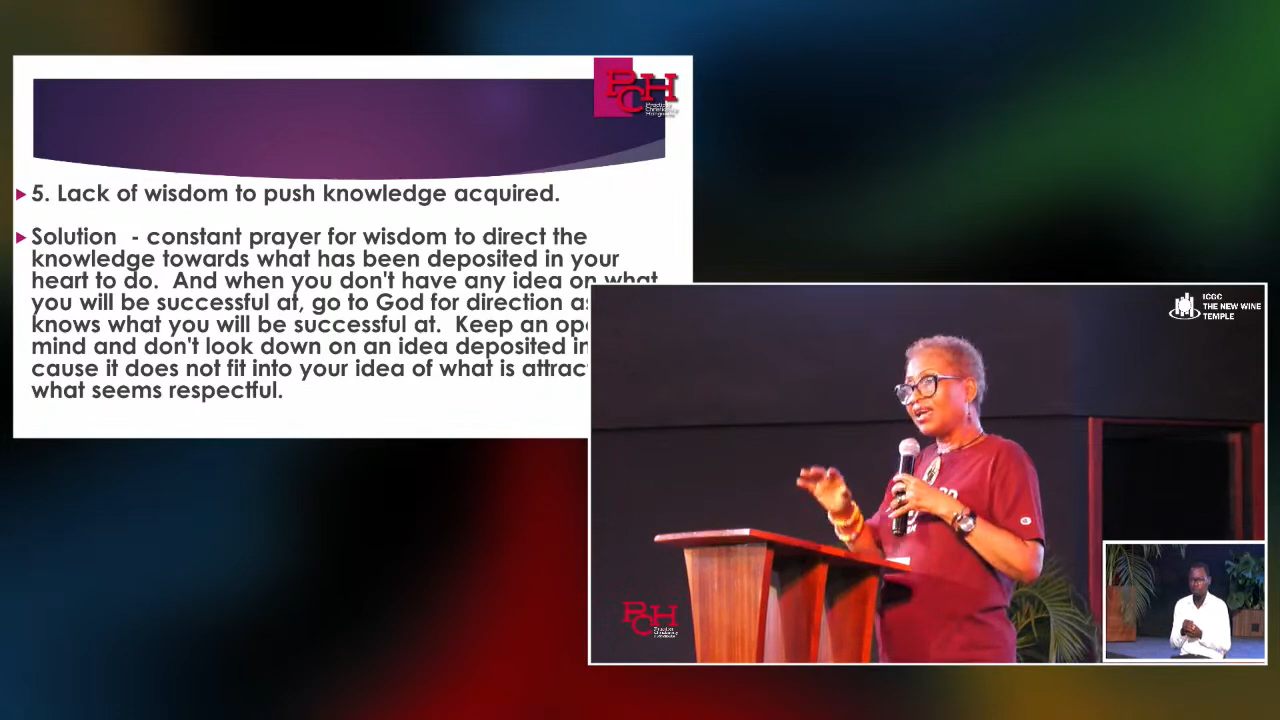 PCH
Practical
Christianity
5. Lack of wisdom to push knowledge acquired.
Solution - constant prayer for wisdom to direct the
knowledge towards what has been deposited in your
heart to do. And when you don't have any idea on what
you will be successful at, go to God for direction as
knows what you will be successful at. Keep an
mind and don't look down on an idea deposited in
cause it does not fit into your idea of what is
what seems respectful.
ICGC
THE NEW WINE
TEMPLE
PCH